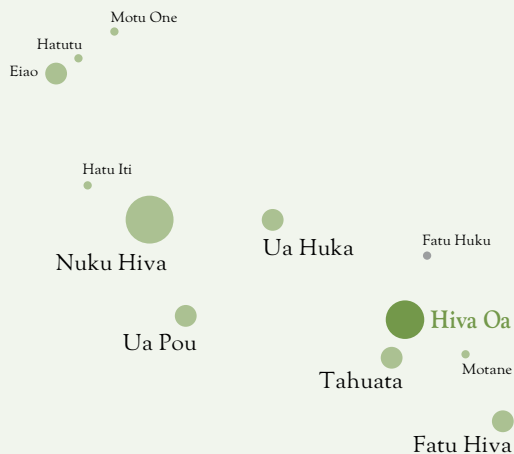 Motu One
Hatutu
Eiao
Hatu Iti
Nuku Hiva
Ua Huka
Fatu Huku
Hiva Oa
Ua Pou
Motane
Tahuata
Fatu Hiva